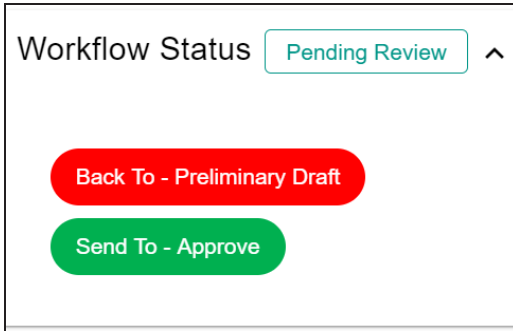 Workflow Status Pending Review
Back To - Preliminary Draft
Send To - Approve